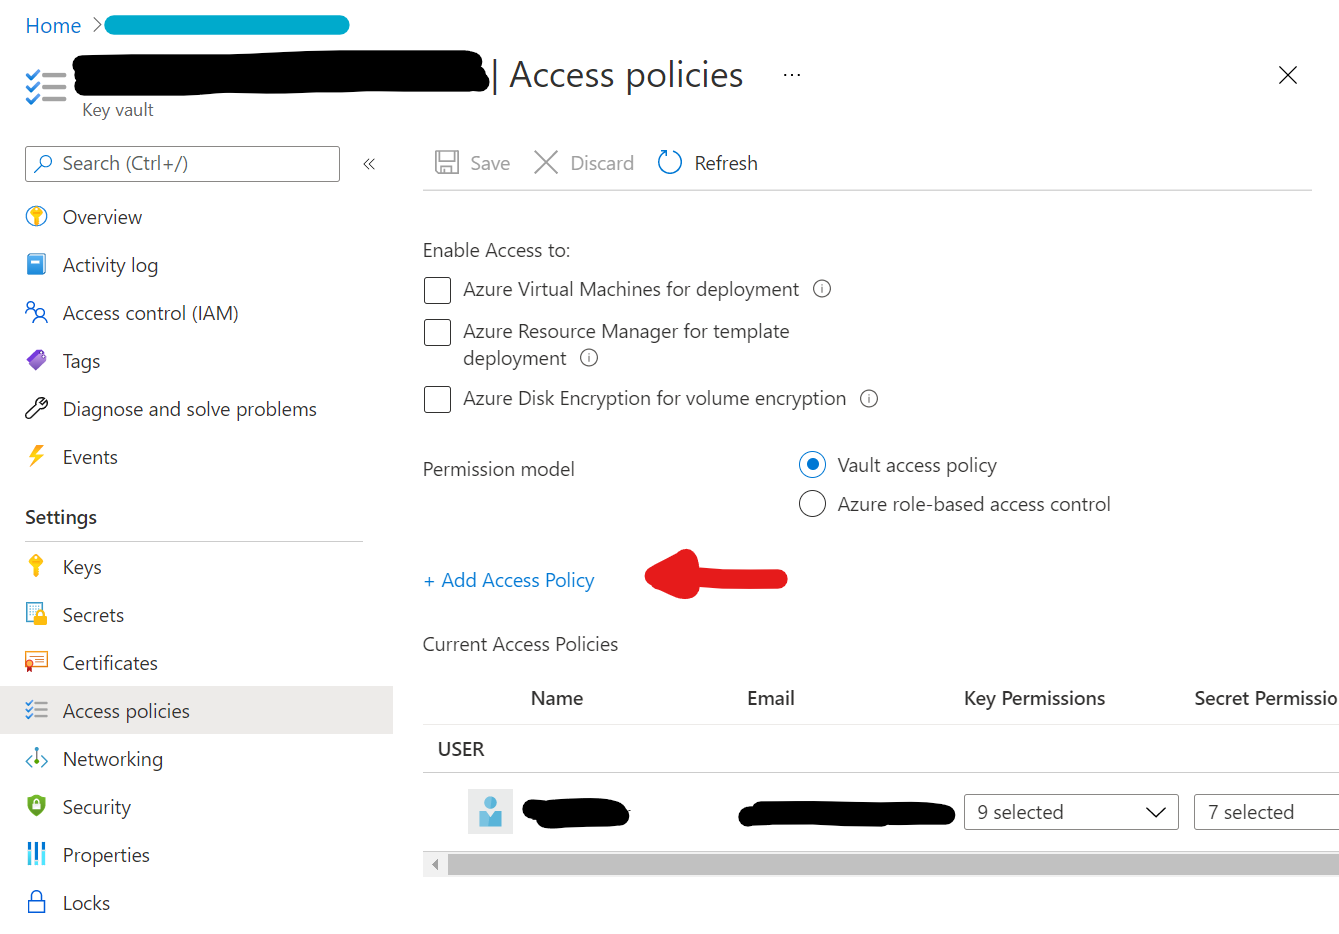 Home >
| Access policies ...
Key vault
Search (Ctrl+/) «
Save Discard Refresh
Overview
Activity log
Access control (IAM)
Tags
Diagnose and solve problems
Events
Settings
Keys
Secrets
Certificates
Access policies
Networking
Security
Properties
Locks
Enable Access to:
Azure Virtual Machines for deployment
Azure Resource Manager for template
deployment
Azure Disk Encryption for volume encryption
Permission model
Vault access policy
Azure role-based access control
+ Add Access Policy
Current Access Policies
Name Email Key Permissions Secret Permissio
USER
9 selected 7 selected